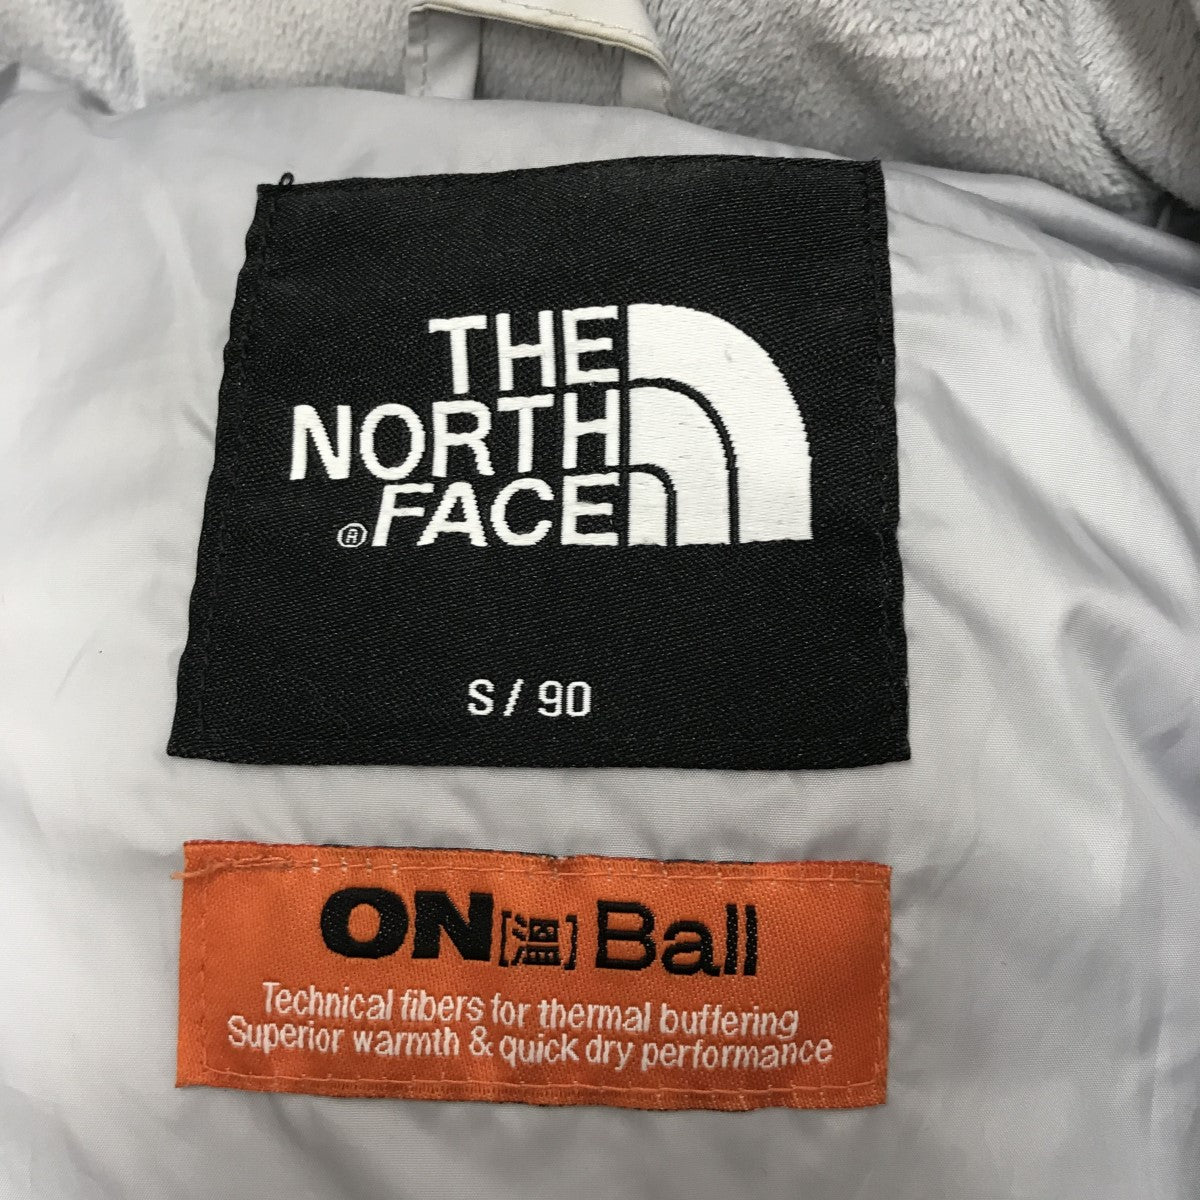 THE
NORTH
® FACE
S / 90
ON[溫] Ball
Technical fibers for thermal buffering
Superior warmth & quick dry performance